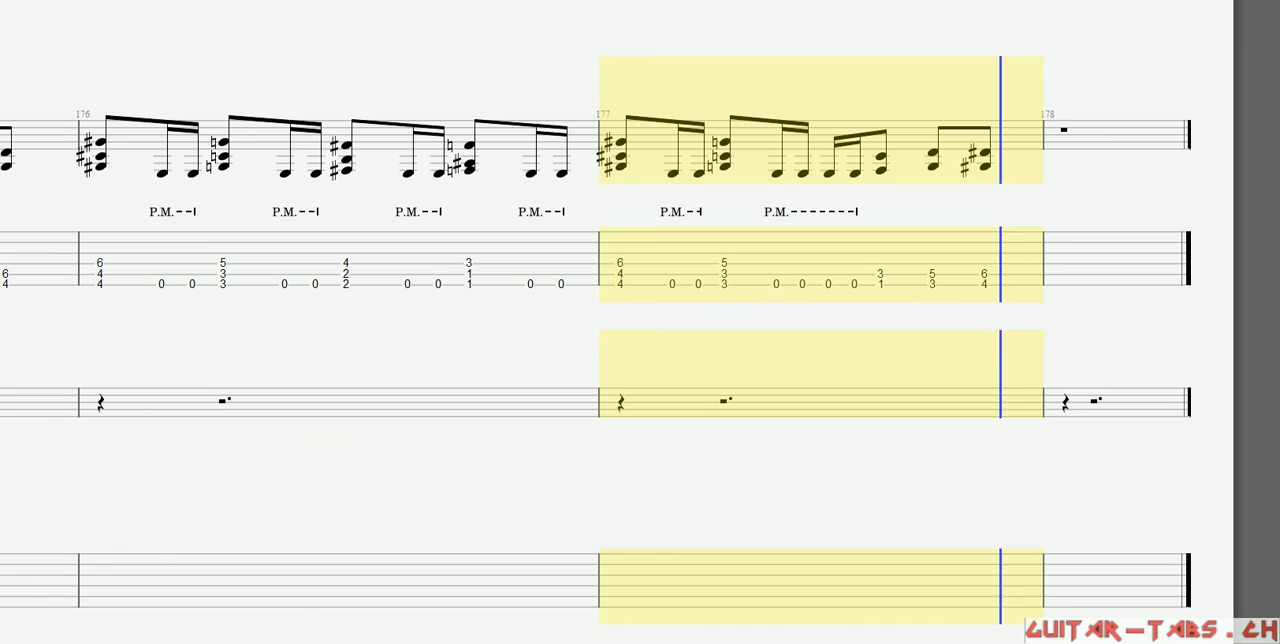 176 177 178
P.M. P.M. P.M. P.M. P.M. P.M.
6 5 4 3 6 5
6 4 3 2 1 4 3 3 5 6
4 4 0 0 3 0 0 2 0 0 1 0 0 4 0 0 3 0 0 0 0 1 3 4
GUITAR-TABS.CH